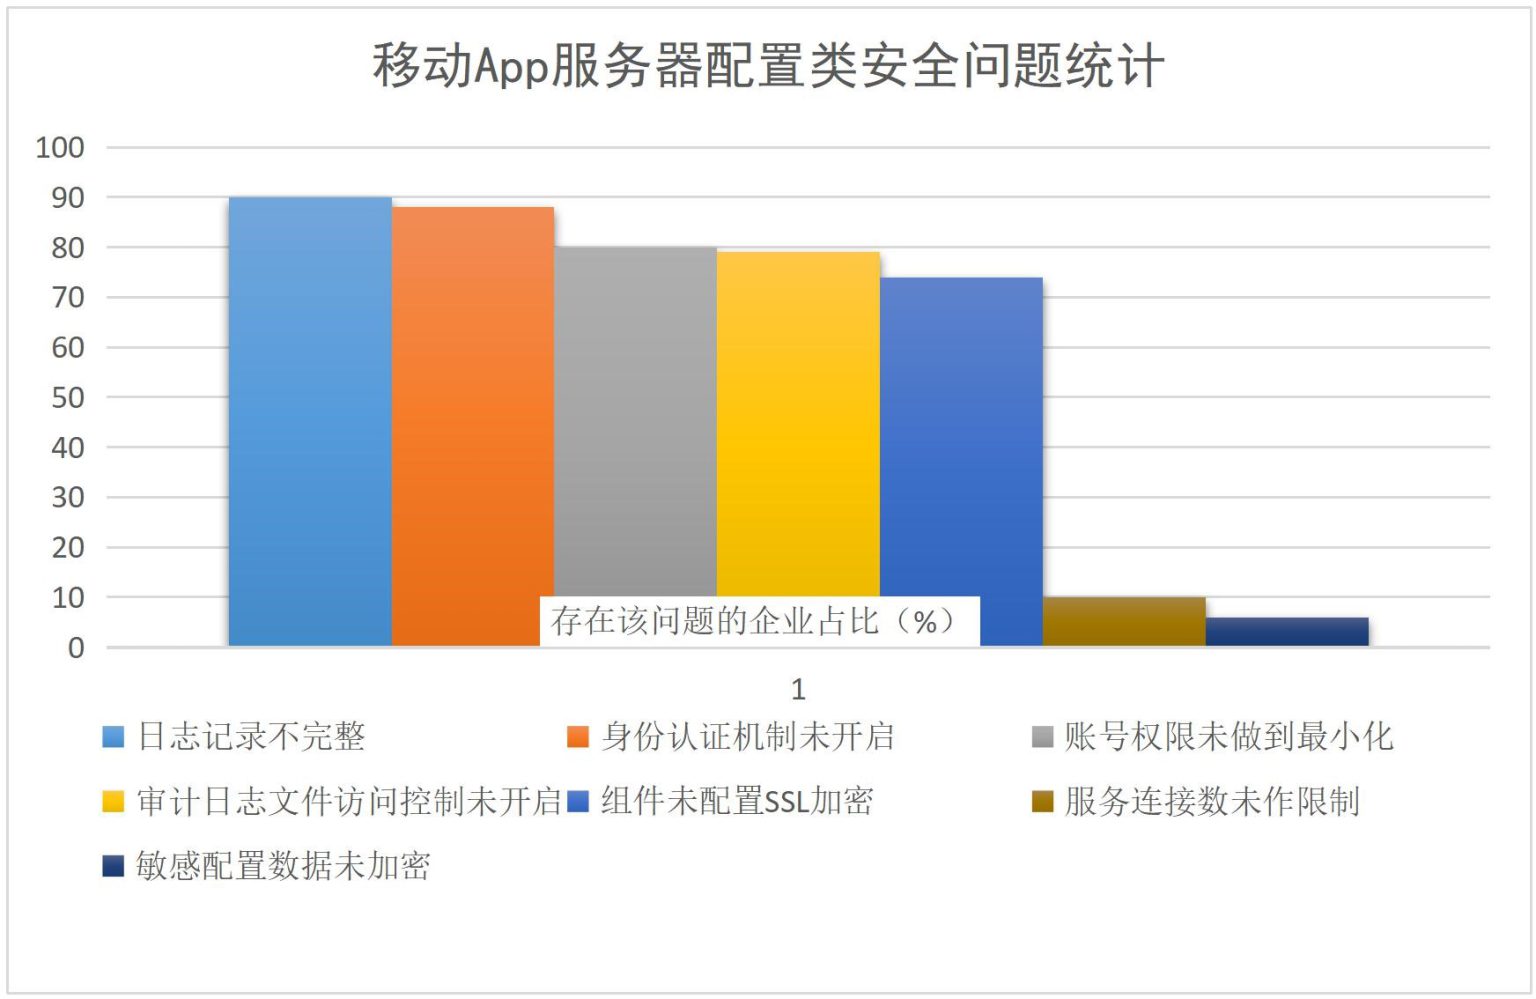 移动App服务器配置类安全问题统计
100
90
80
70
60
50
40
30
20
10
0
存在该问题的企业占比（%）
1
日志记录不完整
身份认证机制未开启
账号权限未做到最小化
审计日志文件访问控制未开启
组件未配置SSL加密
服务连接数未作限制
敏感配置数据未加密